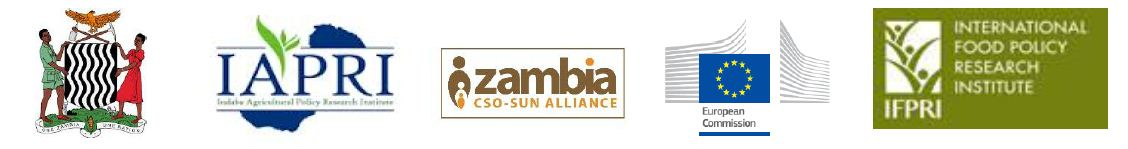 ONE ZAMBIA ONE NATION
IAPRI
Indaba Agricultural Policy Research Institute
zambia
CSO-SUN ALLIANCE
European
Commission
IFPRI
INTERNATIONAL
FOOD POLICY
RESEARCH
INSTITUTE